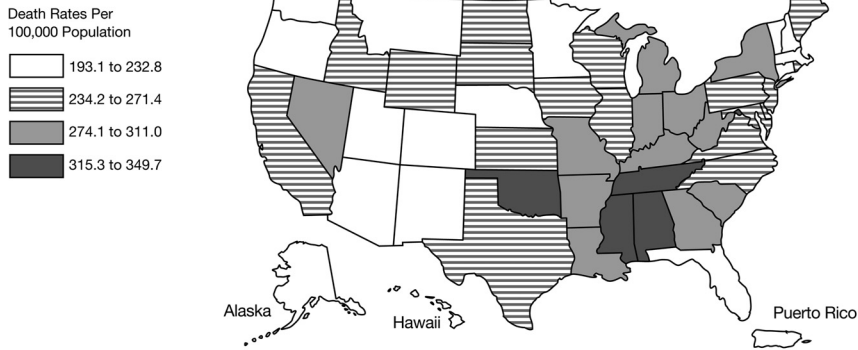 Death Rates Per
100,000 Population
193.1 to 232.8
234.2 to 271.4
274.1 to 311.0
315.3 to 349.7
Alaska
Hawaii
Puerto Rico